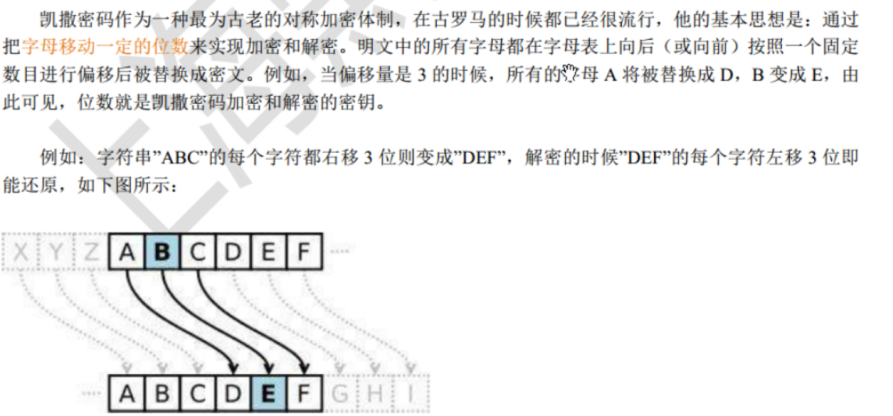 凯撒密码作为一种最为古老的对称加密体制，在古罗马的时候都已经很流行，他的基本思想是：通过
把字母移动一定的位数来实现加密和解密。明文中的所有字母都在字母表上向后（或向前）按照一个固定
数目进行偏移后被替换成密文。例如，当偏移量是 3 的时候，所有的字母 A 将被替换成 D，B 变成 E，由
此可见，位数就是凯撒密码加密和解密的密钥。
例如：字符串”ABC”的每个字符都右移 3 位则变成”DEF”，解密的时候”DEF”的每个字符左移 3 位即
能还原，如下图所示：
X Y Z A B C D E F ····
···· A B C D E F G H I